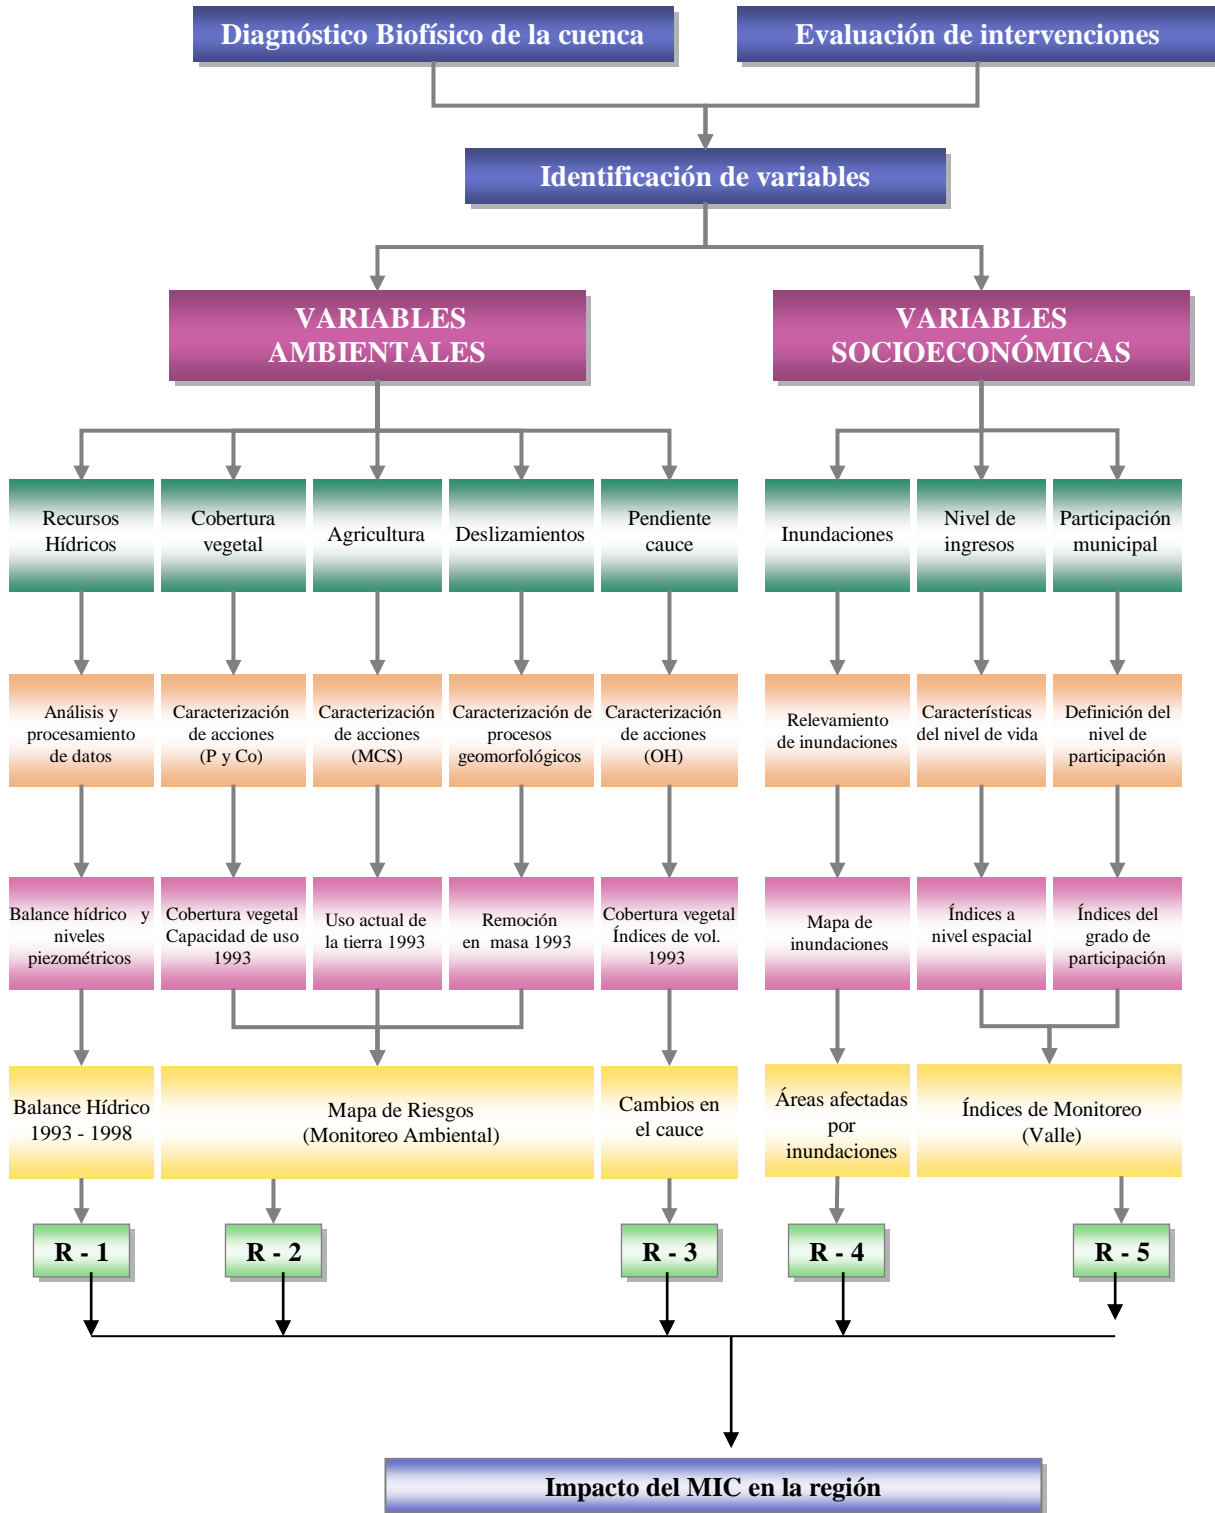 Diagnóstico Biofísico de la cuenca
Evaluación de intervenciones
Identificación de variables
VARIABLES
AMBIENTALES
VARIABLES
SOCIOECONÓMICAS
Recursos
Hídricos
Cobertura
vegetal
Agricultura
Deslizamientos
Pendiente
cauce
Inundaciones
Nivel de
ingresos
Participación
municipal
Análisis y
procesamiento
de datos
Caracterización
de acciones
(P y Co)
Caracterización
de acciones
(MCS)
Caracterización de
procesos
geomorfológicos
Caracterización
de acciones
(OH)
Relevamiento
de inundaciones
Características
del nivel de vida
Definición del
nivel de
participación
Balance hídrico y
niveles
piezométricos
Cobertura vegetal
Capacidad de uso
1993
Uso actual de
la tierra 1993
Remoción
en masa 1993
Cobertura vegetal
Índices de vol.
1993
Mapa de
inundaciones
Índices a
nivel espacial
Índices del
grado de
participación
Balance Hídrico
1993 - 1998
Mapa de Riesgos
(Monitoreo Ambiental)
Cambios en
el cauce
Áreas afectadas
por
inundaciones
Índices de Monitoreo
(Valle)
R - 1
R - 2
R - 3
R - 4
R - 5
Impacto del MIC en la región